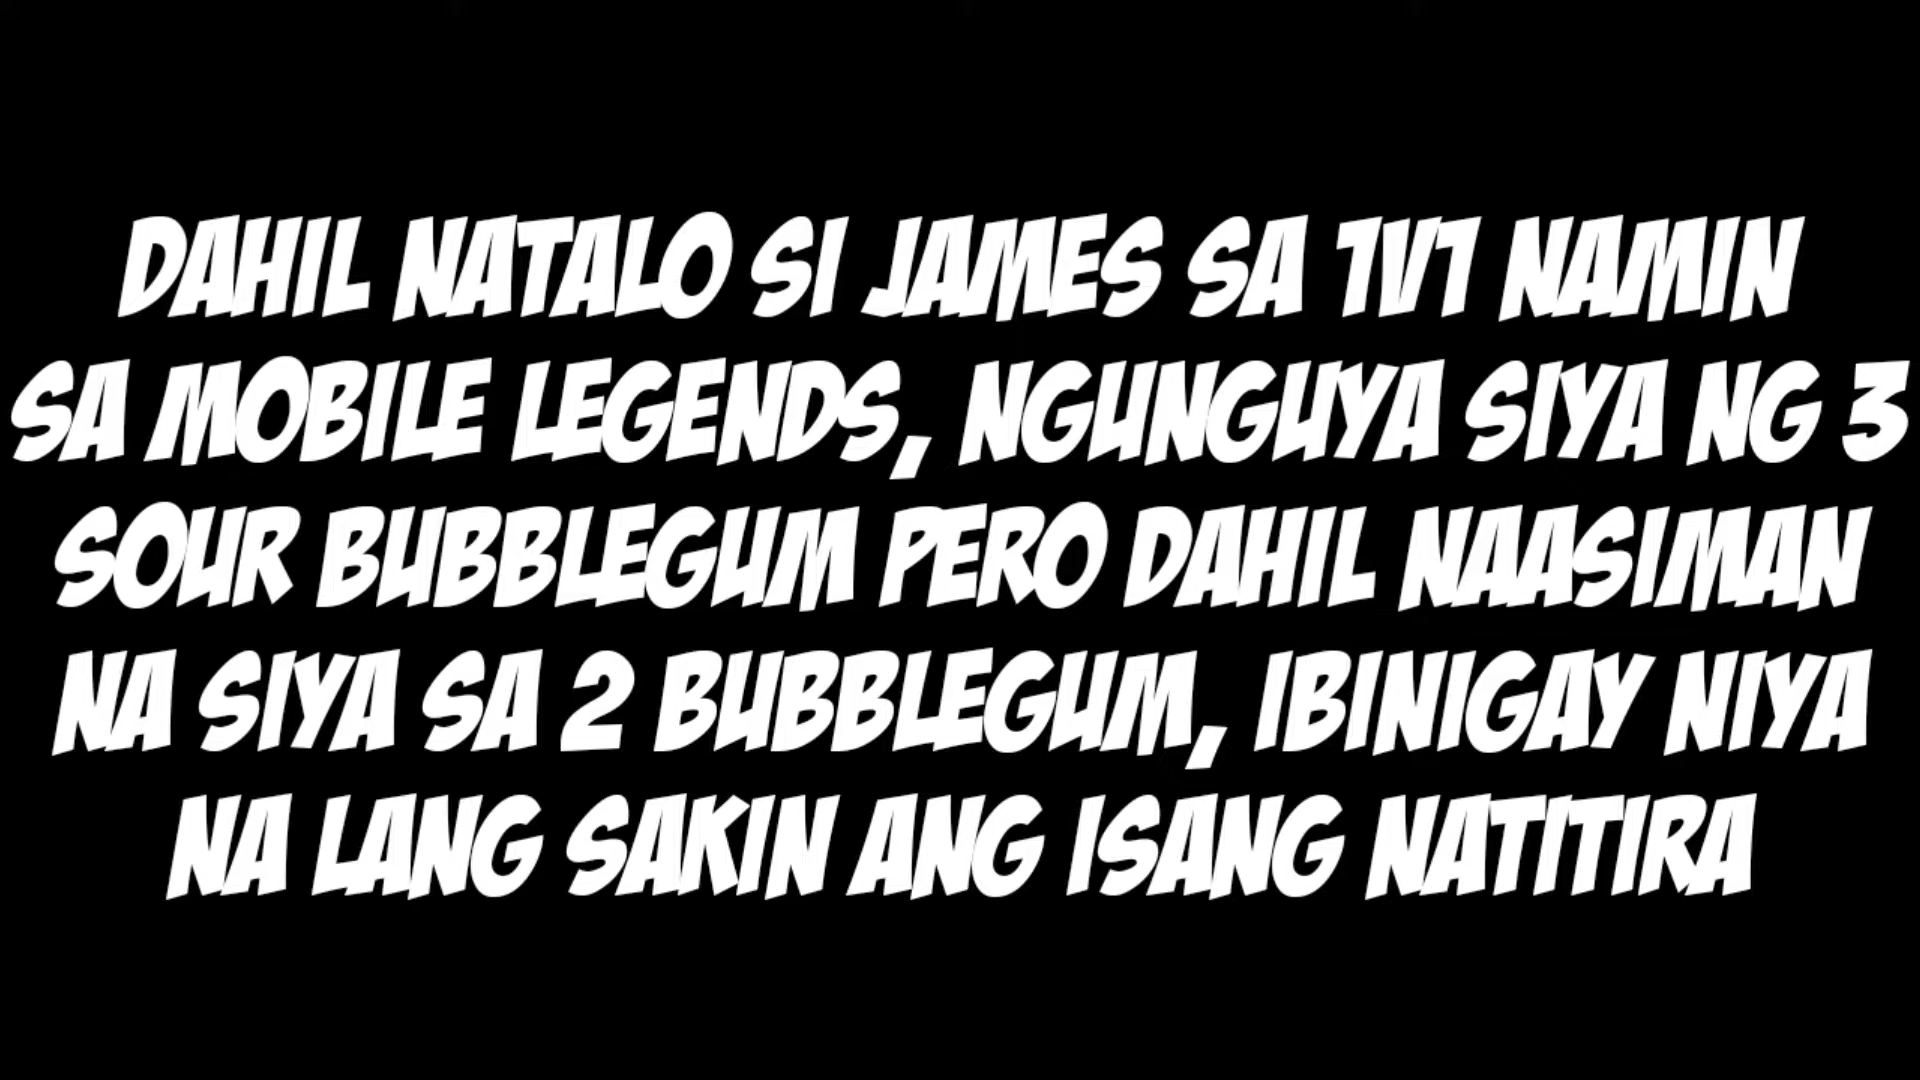 DAHIL NATALO SI JAMES SA 1V1 NAMIN
SA MOBILE LEGENDS, NGUNGUYA SIYA NG 3
SOUR BUBBLEGUM PERO DAHIL NAASIMAN
NA SIYA SA 2 BUBBLEGUM, IBINIGAY NIYA
NA LANG SAKIN ANG ISANG NATITIRA